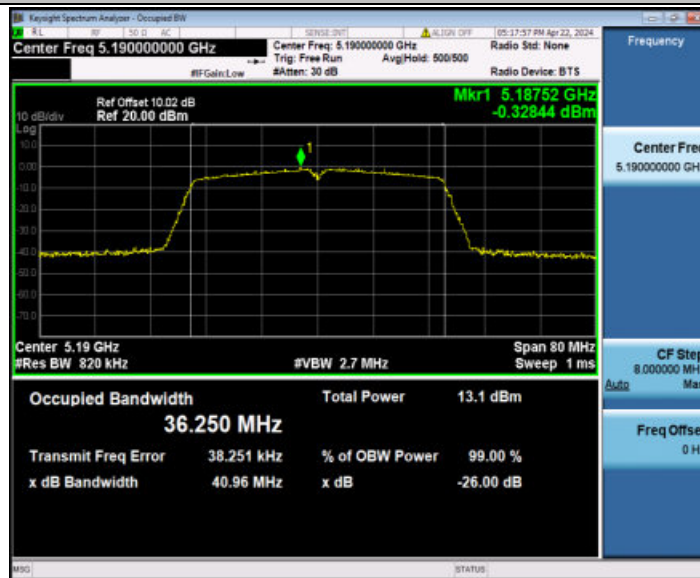 Keysight Spectrum Analyzer - Occupied BW
RL RF 50 Ω AC SENSE:INT ALIGN OFF 05:17:57 PM Apr 22, 2024
Center Freq 5.190000000 GHz
Center Freq: 5.190000000 GHz
Radio Std: None
Trig: Free Run Avg|Hold: 500/500
#IFGain:Low
#Atten: 30 dB
Radio Device: BTS
Ref Offset 10.02 dB
10 dB/div Ref 20.00 dBm
Mkr1 5.18752 GHz
-0.32844 dBm
Log
1
10.0
0.00
-10.0
-20.0
-30.0
-40.0
-50.0
-60.0
-70.0
Center 5.19 GHz
Span 80 MHz
#Res BW 820 kHz
#VBW 2.7 MHz
Sweep 1 ms
Occupied Bandwidth
36.250 MHz
Total Power 13.1 dBm
Transmit Freq Error 38.251 kHz
% of OBW Power 99.00 %
x dB Bandwidth 40.96 MHz
x dB -26.00 dB
MSG
STATUS
Frequency
Center Fre
5.190000000 GH
CF Step
8.000000 MH
Auto Ma
Freq Offse
0 H